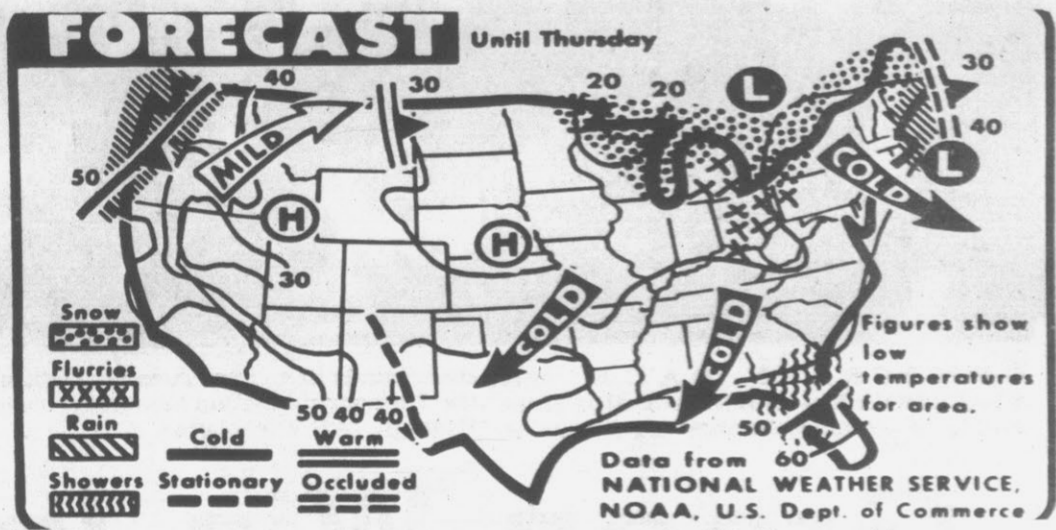 FORECAST Until Thursday
40
30
20
20
L
30
40
50
MILD
COLD
L
H
H
30
COLD
COLD
Snow
Flurries
XXXX
Rain
Showers
Cold
Stationary
Warm
Occluded
50 40 40
50
60
Figures show
low
temperatures
for area.
Data from
NATIONAL WEATHER SERVICE,
NOAA, U.S. Dept. of Commerce